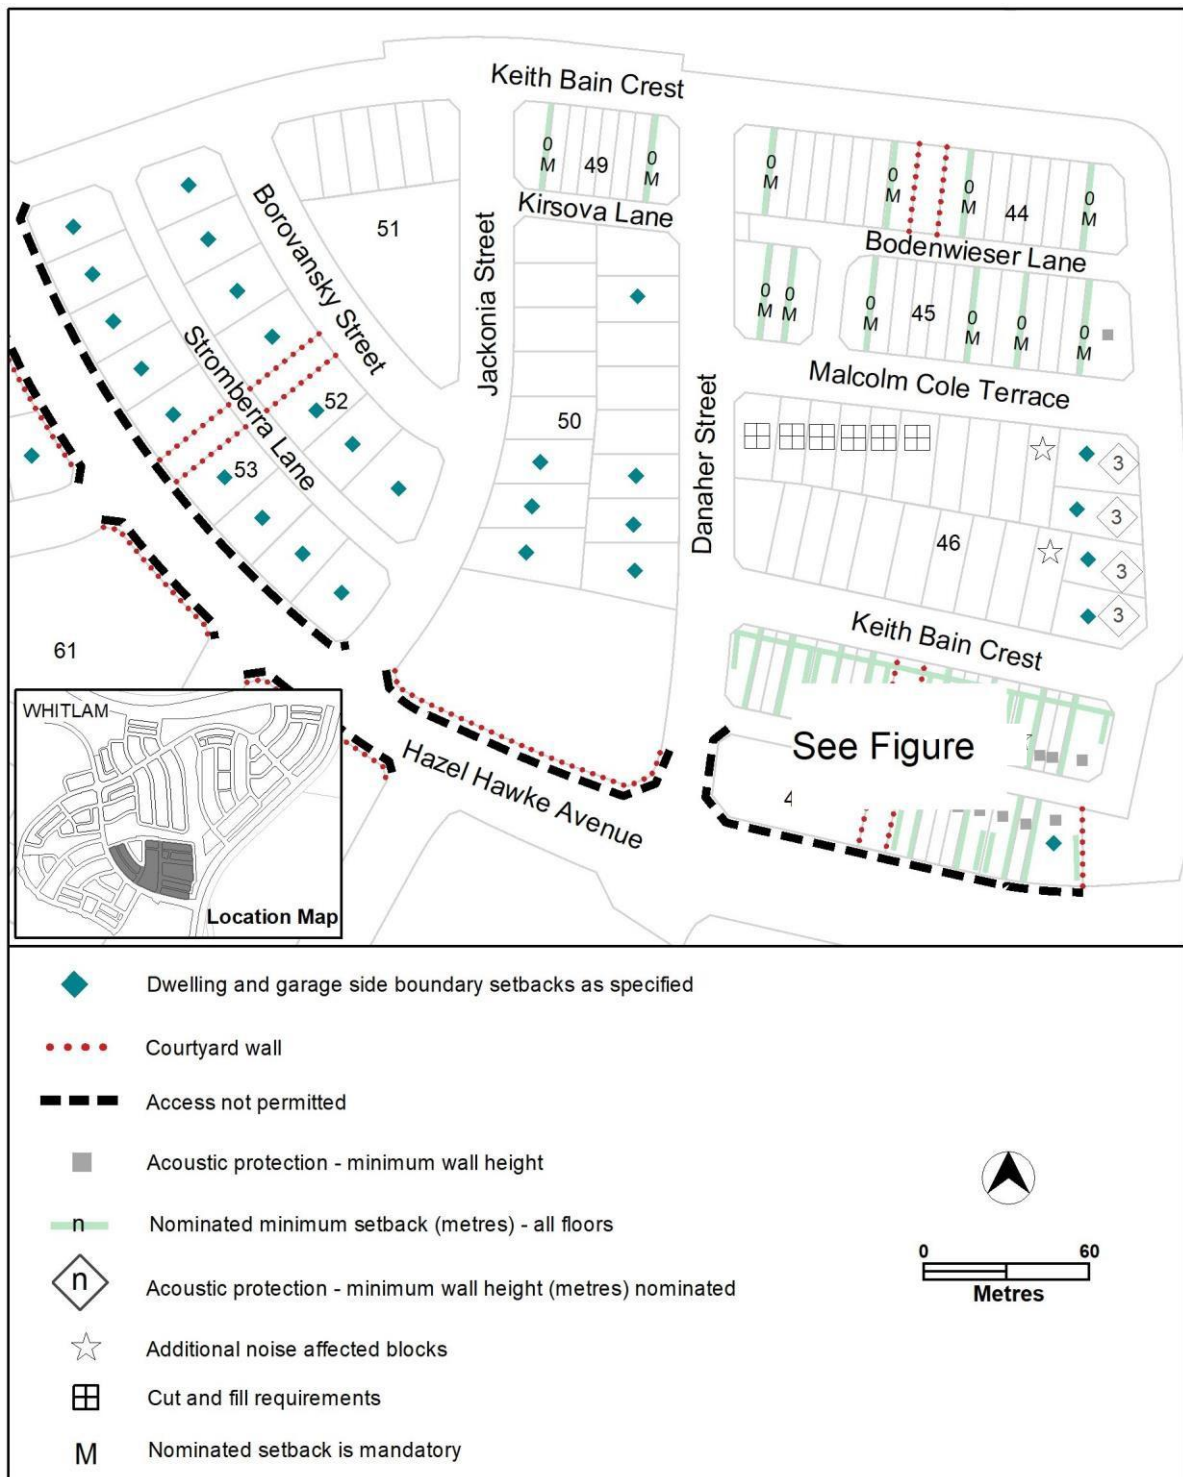 Keith Bain Crest
0
M
49
0
M
Kirsova Lane
0
M
0
M
0
M
44
0
M
Bodenwieser Lane
Borovansky Street
51
Jackonia Street
0
M
0
M
0
M
45
0
M
0
M
0
M
Malcolm Cole Terrace
Stromberra Lane
52
53
50
Danaher Street
3
3
3
3
46
Keith Bain Crest
61
Hazel Hawke Avenue
See Figure
WHITLAM
Location Map
Dwelling and garage side boundary setbacks as specified
Courtyard wall
Access not permitted
Acoustic protection - minimum wall height
n Nominated minimum setback (metres) - all floors
n Acoustic protection - minimum wall height (metres) nominated
Additional noise affected blocks
Cut and fill requirements
M Nominated setback is mandatory
0 60
Metres